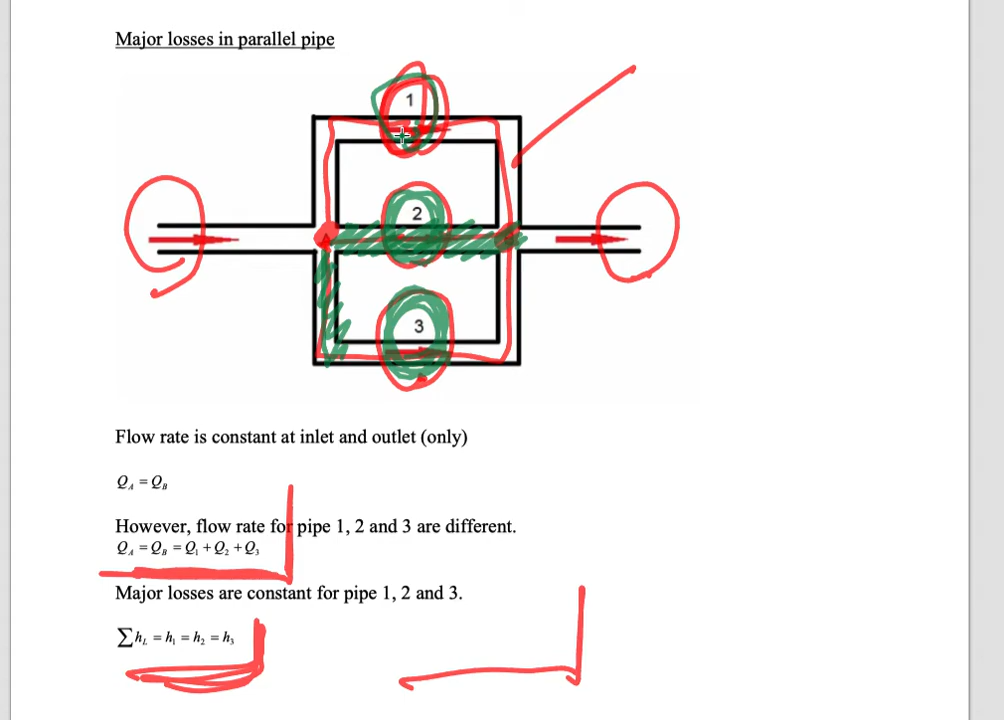 Major losses in parallel pipe
1
2
3
Flow rate is constant at inlet and outlet (only)
Q_A = Q_B
However, flow rate for pipe 1, 2 and 3 are different.
Q_A = Q_B = Q_1 + Q_2 + Q_3
Major losses are constant for pipe 1, 2 and 3.
∑h_L = h_1 = h_2 = h_3